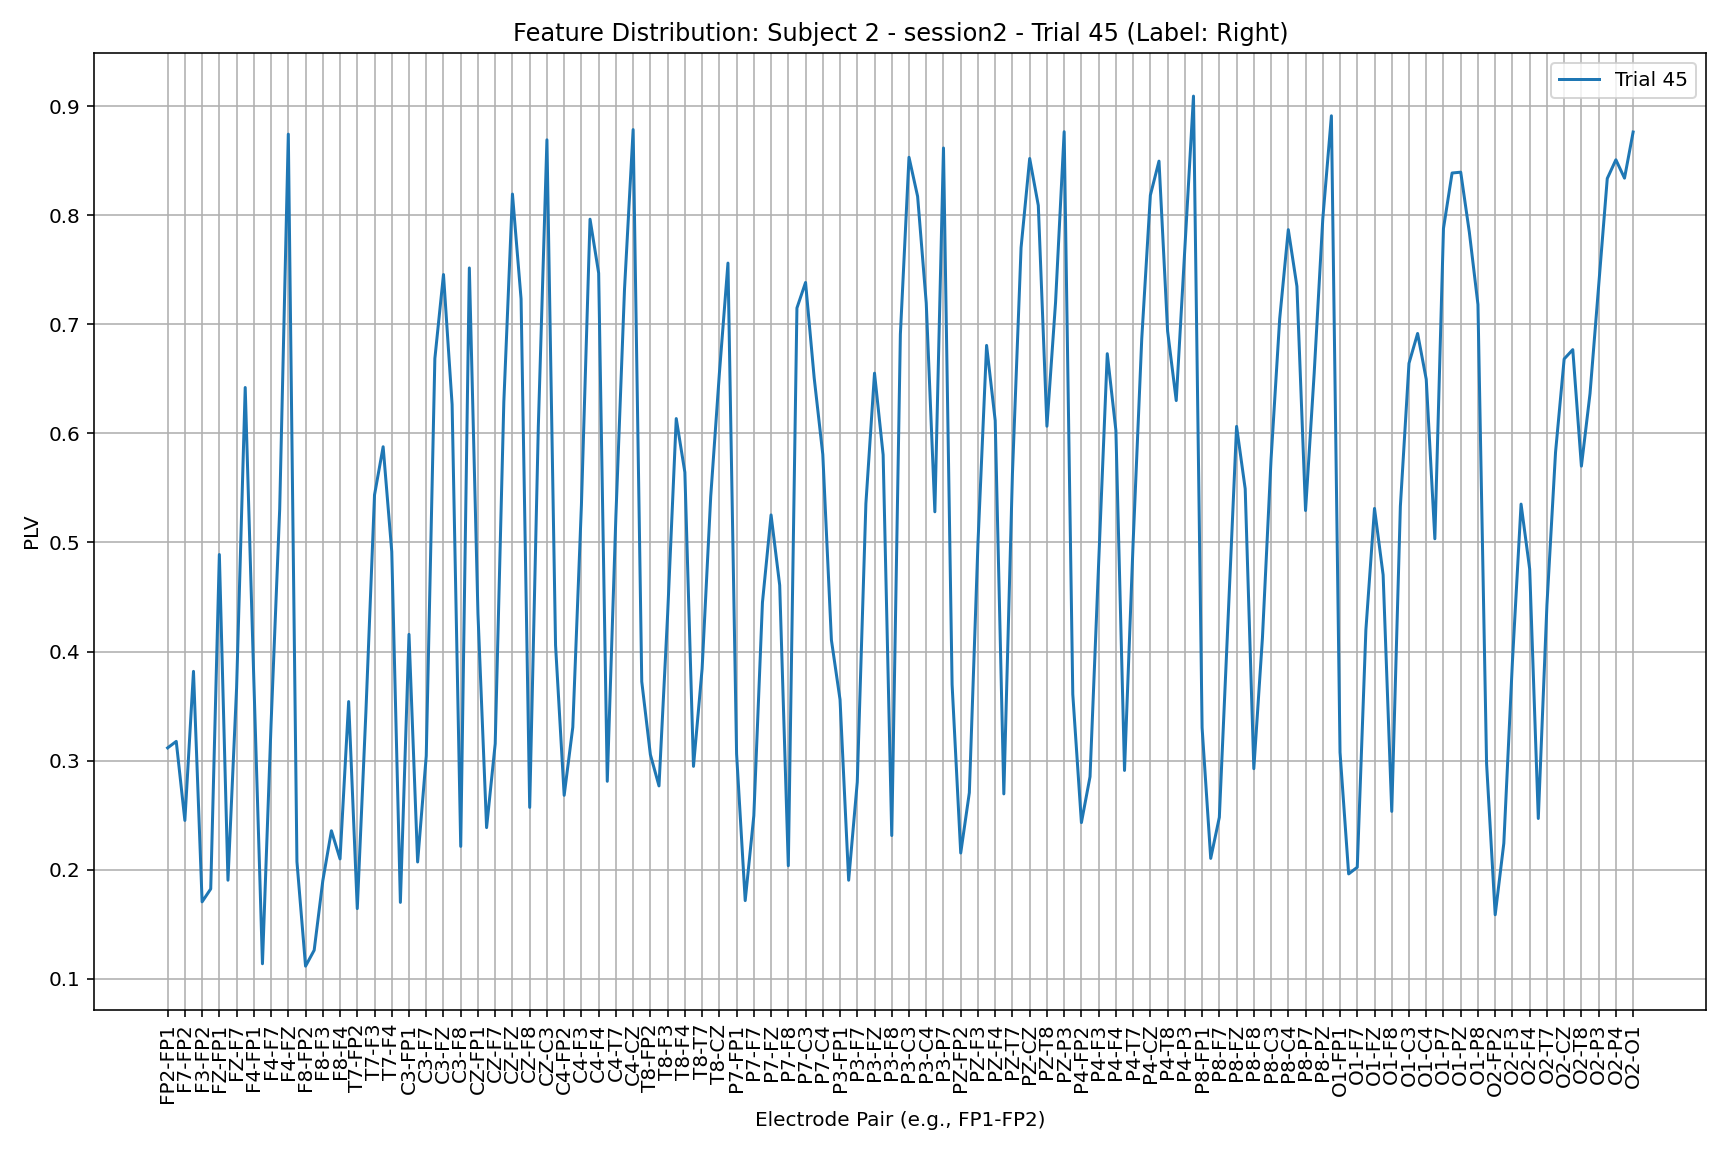 Feature Distribution: Subject 2 - session2 - Trial 45 (Label: Right)
Trial 45
PLV
0.9
0.8
0.7
0.6
0.5
0.4
0.3
0.2
0.1
FP2-FP1
F7-FP2
F3-FP2
FZ-FP1
FZ-F7
F4-FP1
F4-F7
F4-FZ
F8-FP2
F8-F3
F8-F4
T7-FP2
T7-F3
T7-F4
C3-FP1
C3-F7
C3-FZ
C3-F8
CZ-FP1
CZ-F7
CZ-FZ
CZ-F8
CZ-C3
C4-FP2
C4-F3
C4-F4
C4-T7
C4-CZ
T8-FP2
T8-F3
T8-F4
T8-T7
T8-CZ
P7-FP1
P7-F7
P7-FZ
P7-F8
P7-C3
P7-C4
P3-FP1
P3-F7
P3-FZ
P3-F8
P3-C3
P3-C4
P3-P7
PZ-FP2
PZ-F3
PZ-F4
PZ-T7
PZ-CZ
PZ-T8
PZ-P3
P4-FP2
P4-F3
P4-F4
P4-T7
P4-CZ
P4-T8
P4-P3
P8-FP1
P8-F7
P8-FZ
P8-F8
P8-C3
P8-C4
P8-P7
P8-PZ
O1-FP1
O1-F7
O1-FZ
O1-F8
O1-C3
O1-C4
O1-P7
O1-PZ
O1-P8
O2-FP2
O2-F3
O2-F4
O2-T7
O2-CZ
O2-T8
O2-P3
O2-P4
O2-O1
Electrode Pair (e.g., FP1-FP2)